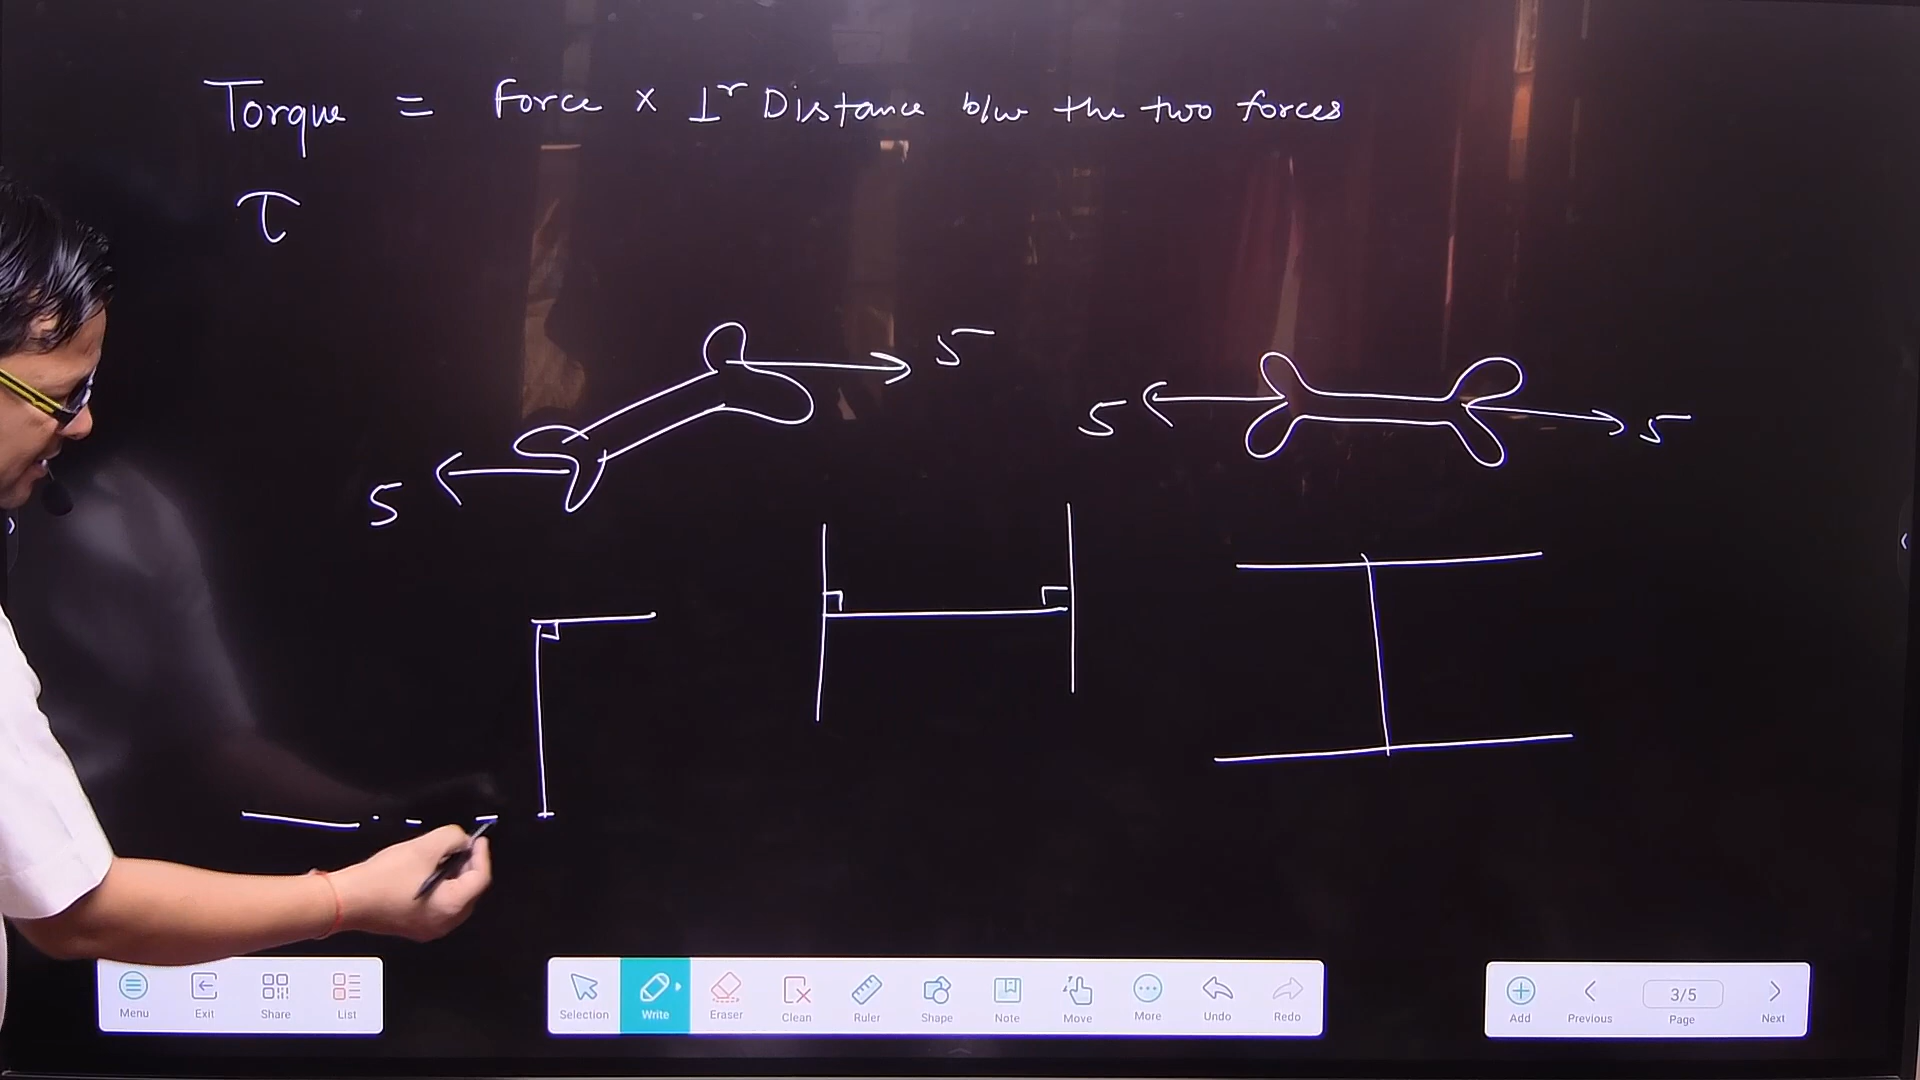 Torque = Force × ⊥r Distance b/w the two forces
τ
5
5
5
5
Menu
Exit
Share
List
Selection
Write
Eraser
Clean
Ruler
Shape
Note
Move
More
Undo
Redo
Add
Previous
3/5
Page
Next